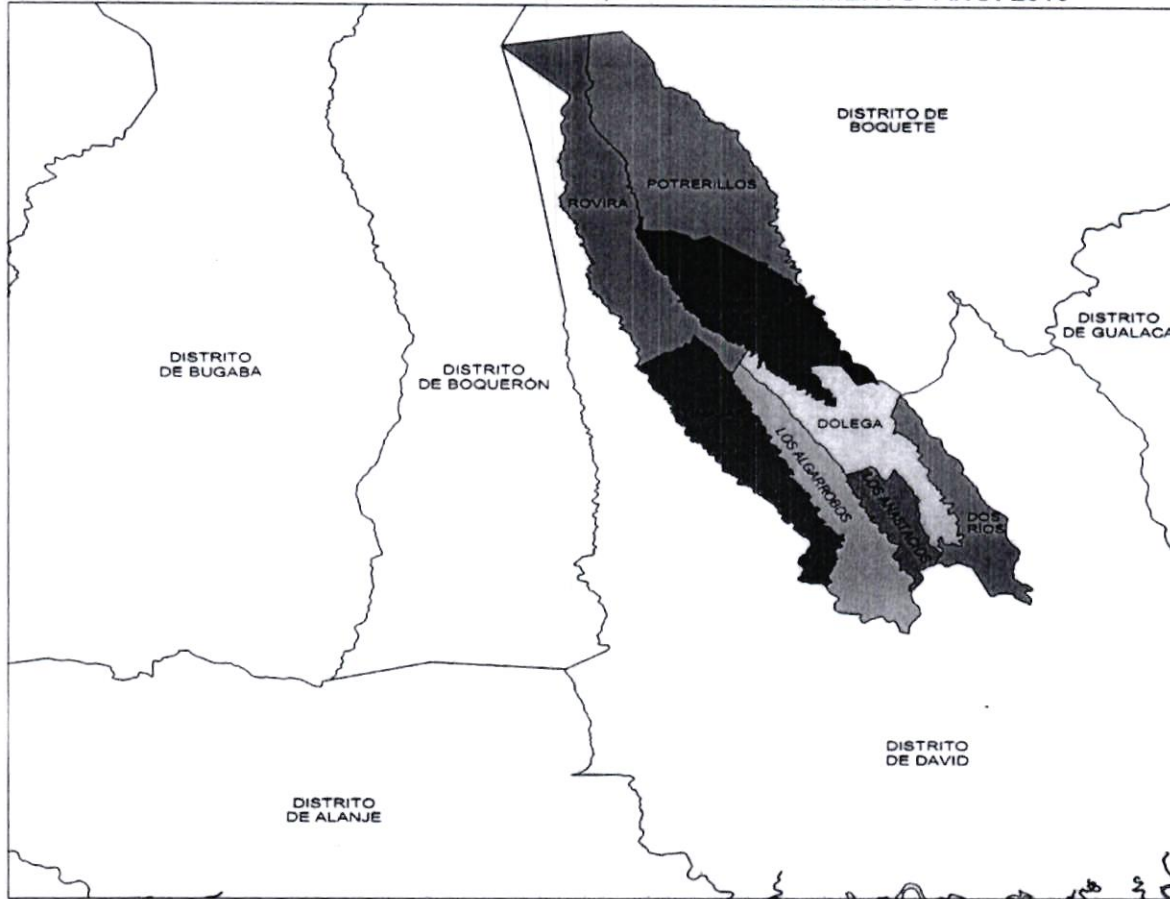 DISTRITO DE
BOQUETE
POTRERILLOS
ROVIRA
DISTRITO
DE GUALACA
DISTRITO
DE BUGABA
DISTRITO
DE BOQUERÓN
DOLEGA
LOS ALGARROBOS
LOS ANASTACIOS
DOS
RÍOS
DISTRITO
DE DAVID
DISTRITO
DE ALANJE